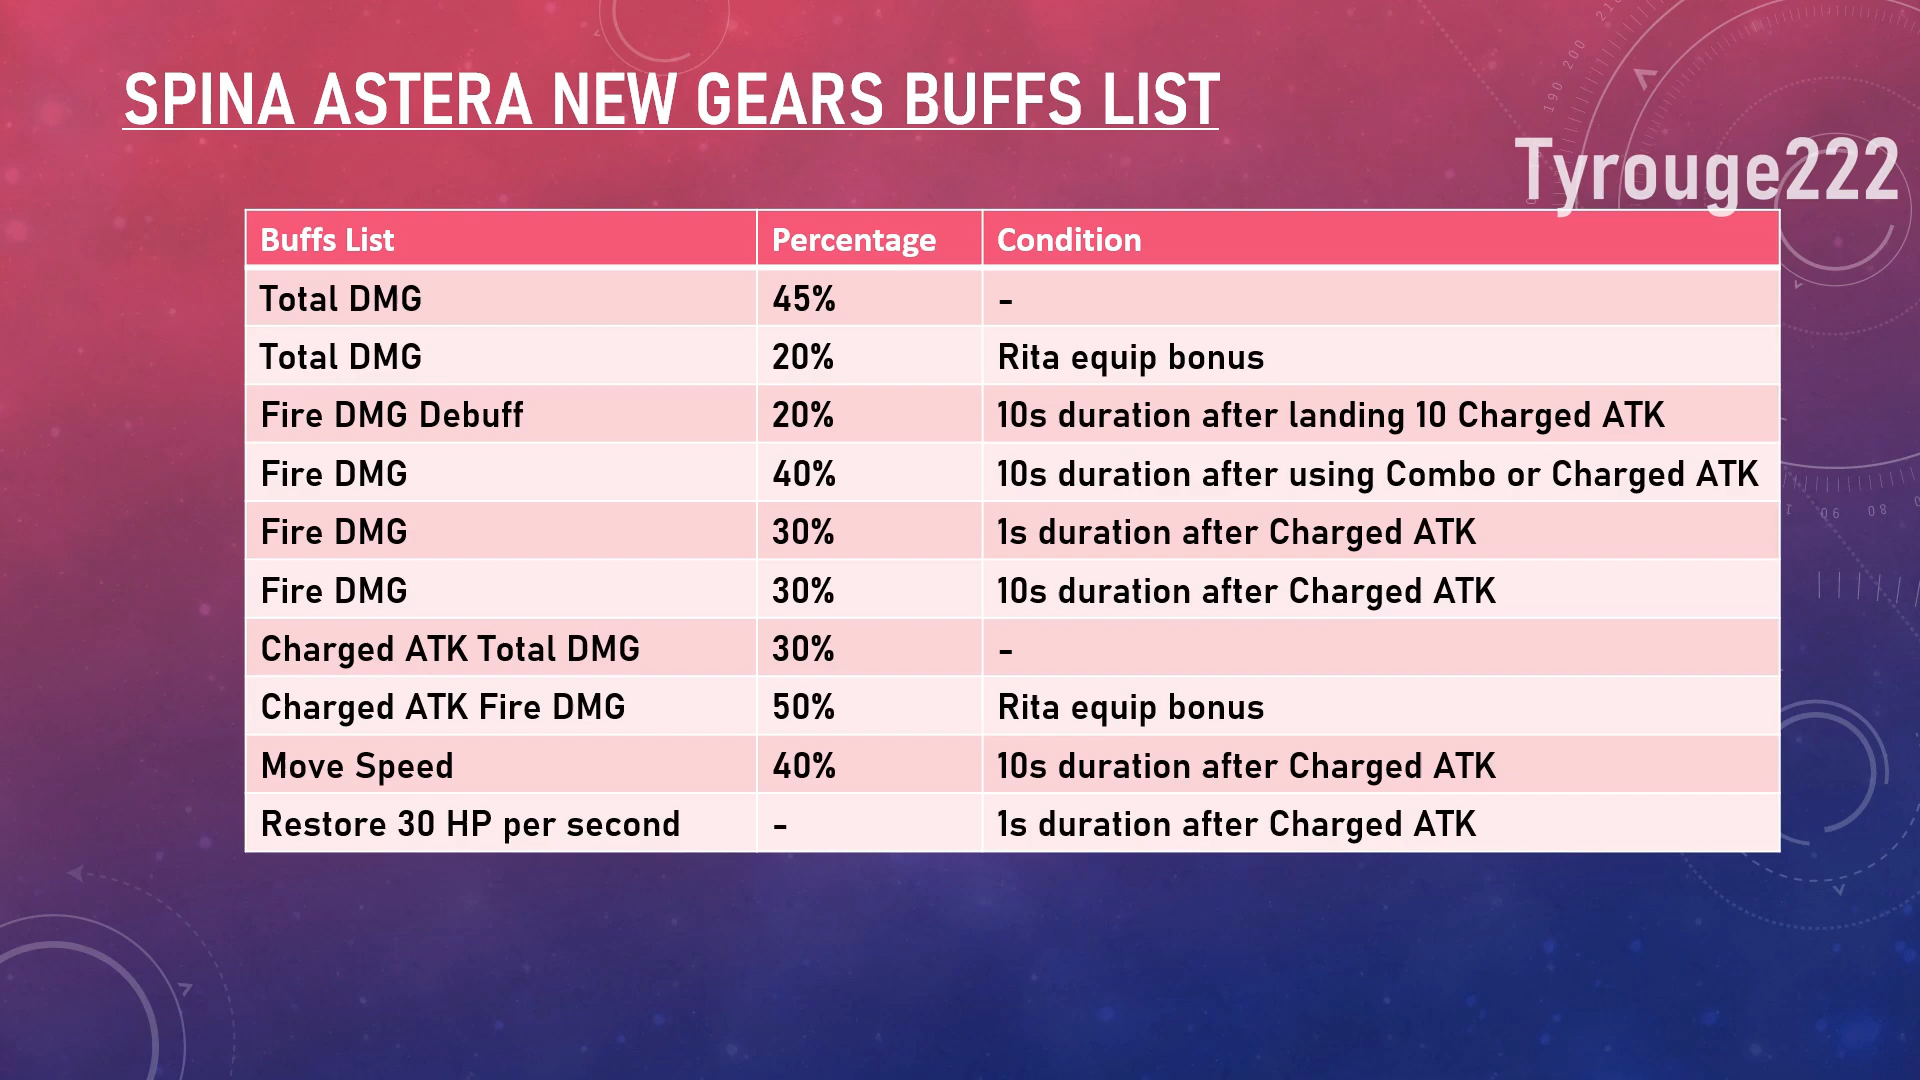 SPINA ASTERA NEW GEARS BUFFS LIST
Tyrouge222
Buffs List Percentage Condition
Total DMG 45% -
Total DMG 20% Rita equip bonus
Fire DMG Debuff 20% 10s duration after landing 10 Charged ATK
Fire DMG 40% 10s duration after using Combo or Charged ATK
Fire DMG 30% 1s duration after Charged ATK
Fire DMG 30% 10s duration after Charged ATK
Charged ATK Total DMG 30% -
Charged ATK Fire DMG 50% Rita equip bonus
Move Speed 40% 10s duration after Charged ATK
Restore 30 HP per second - 1s duration after Charged ATK
190 200
80 90